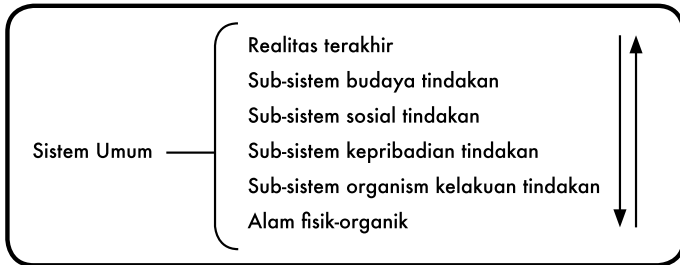 Realitas terakhir
Sub-sistem budaya tindakan
Sub-sistem sosial tindakan
Sistem Umum
Sub-sistem kepribadian tindakan
Sub-sistem organism kelakuan tindakan
Alam fisik-organik